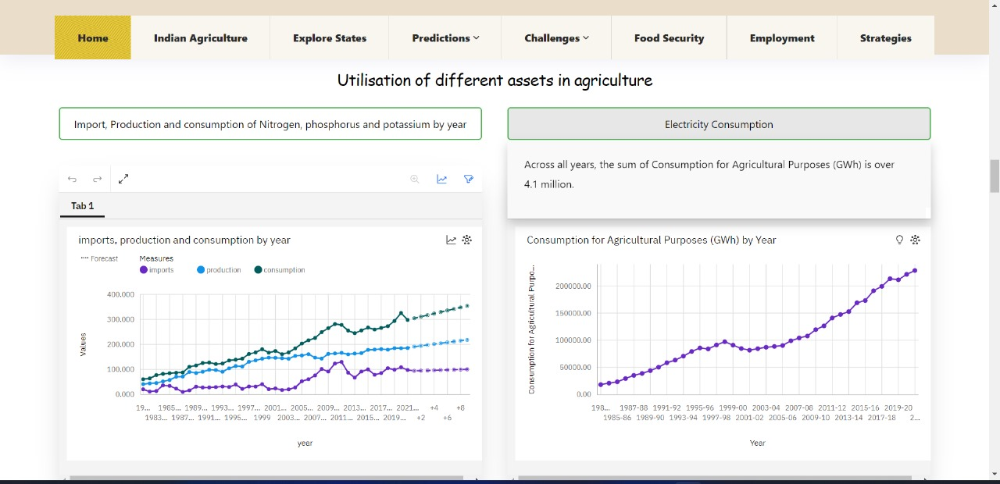 Home Indian Agriculture Explore States Predictions Challenges Food Security Employment Strategies
Utilisation of different assets in agriculture
Import, Production and consumption of Nitrogen, phosphorus and potassium by year
Electricity Consumption
Across all years, the sum of Consumption for Agricultural Purposes (GWh) is over
4.1 million.
Tab 1
imports, production and consumption by year
Forecast
Measures
imports production consumption
400.000
300.000
200.000
100.000
0.000
Values
19... 1985... 1989... 1993... 1997... 2001... 2005... 2009... 2013... 2017... 2021... +4 +8
1983... 1987... 1991... 1995... 1999 2003... 2007... 2011... 2015... 2019... +2 +6
year
Consumption for Agricultural Purposes (GWh) by Year
Consumption for Agricultural Purpo...
200000.00
150000.00
100000.00
50000.00
0.00
198... 1987-88 1991-92 1995-96 1999-00 2003-04 2007-08 2011-12 2015-16 2019-20
1985-86 1989-90 1993-94 1997-98 2001-02 2005-06 2009-10 2013-14 2017-18 2...
Year